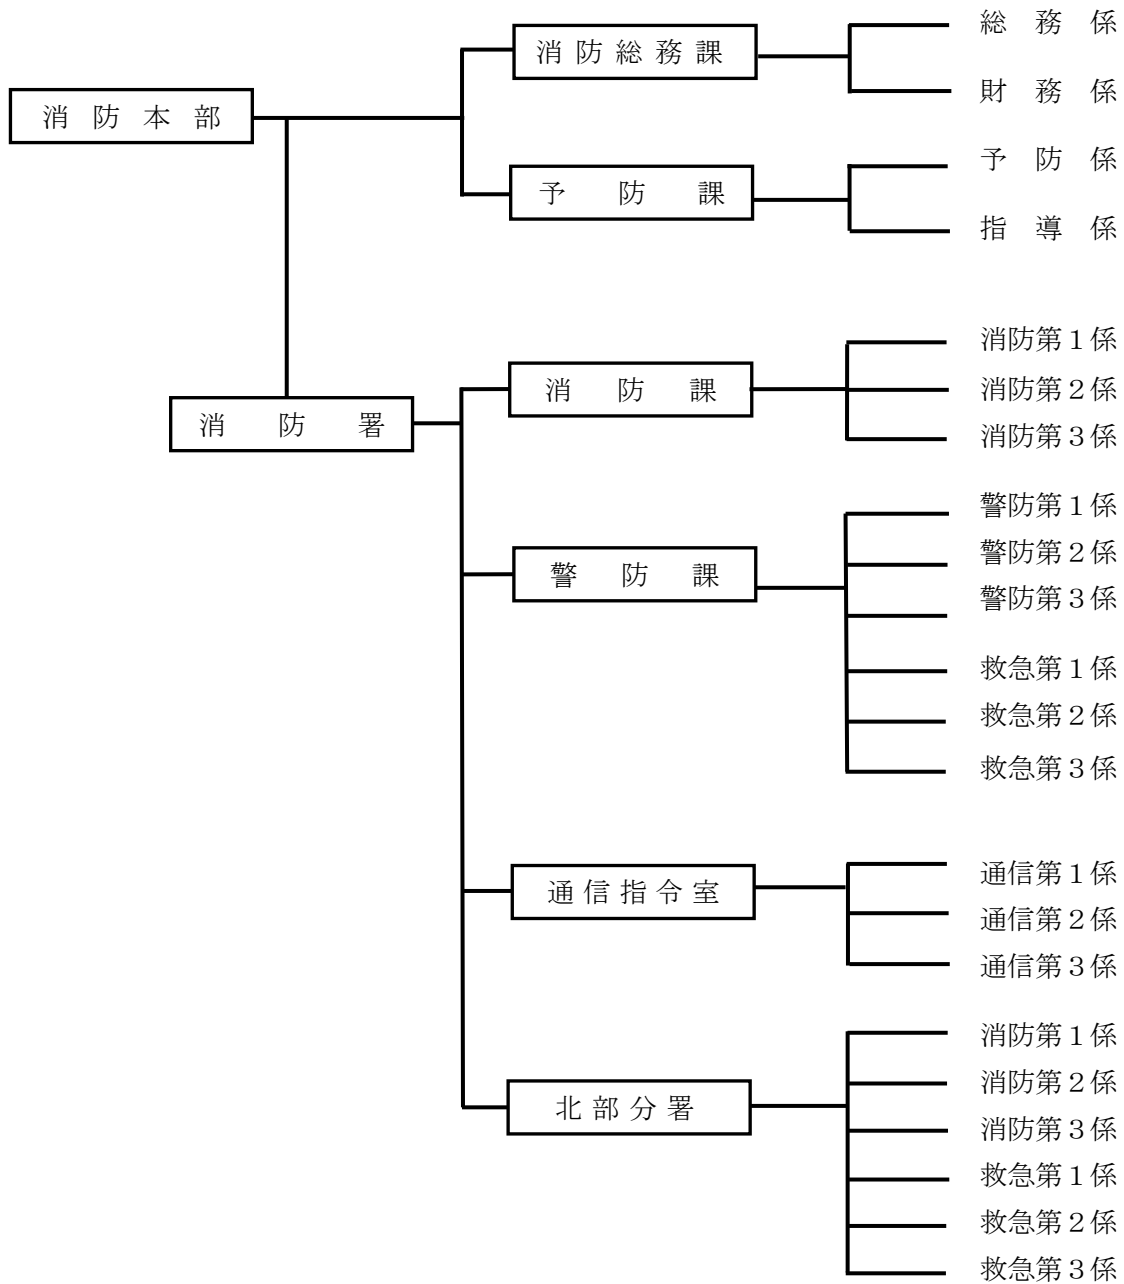 総務係
消防総務課
財務係
消防本部
予防係
予防課
指導係
消防第１係
消防課
消防第２係
消防署
消防第３係
警防第１係
警防第２係
警防課
警防第３係
救急第１係
救急第２係
救急第３係
通信第１係
通信指令室
通信第２係
通信第３係
消防第１係
消防第２係
北部分署
消防第３係
救急第１係
救急第２係
救急第３係